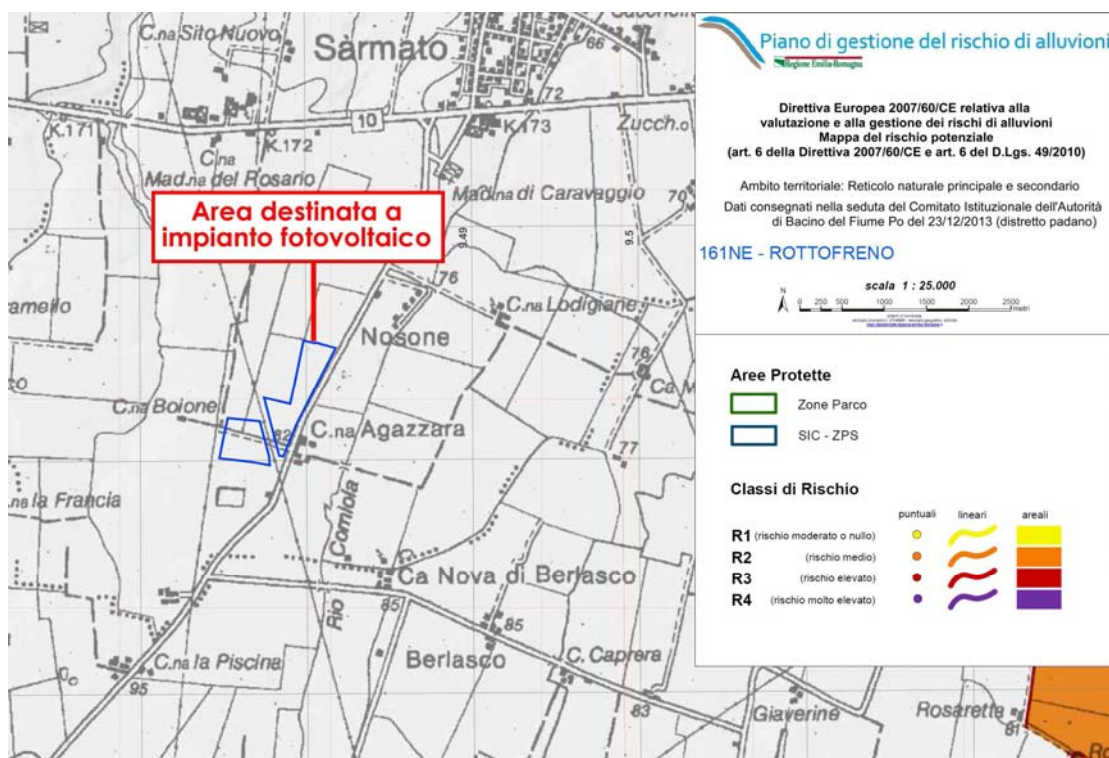 C.na Sito Nuovo
Sàrmato
66
72
K.171
10
K.172
K.173
Zucch.o
C.na
Mad.na del Rosario
Mad.na di Caravaggio
70
Area destinata a
impianto fotovoltaico
9.49
9.5
76
C.na Lodigiane
Nosone
76
C.na Boione
82
C.na Agazzara
77
C.na la Francia
Comiola
Rio
Ca Nova di Berlasco
85
85
Berlasco
C.na la Piscina
95
C. Caprera
83
Giaverine
Rosaretta
81
Piano di gestione del rischio di alluvioni
Regione Emilia-Romagna
Direttiva Europea 2007/60/CE relativa alla
valutazione e alla gestione dei rischi di alluvioni
Mappa del rischio potenziale
(art. 6 della Direttiva 2007/60/CE e art. 6 del D.Lgs. 49/2010)
Ambito territoriale: Reticolo naturale principale e secondario
Dati consegnati nella seduta del Comitato Istituzionale dell'Autorità
di Bacino del Fiume Po del 23/12/2013 (distretto padano)
161NE - ROTTOFRENO
scala 1 : 25.000
N
0 250 500 1000 1500 2000 2500
metri
Aree Protette
Zone Parco
SIC - ZPS
Classi di Rischio
puntuali lineari areali
R1 (rischio moderato o nullo)
R2 (rischio medio)
R3 (rischio elevato)
R4 (rischio molto elevato)